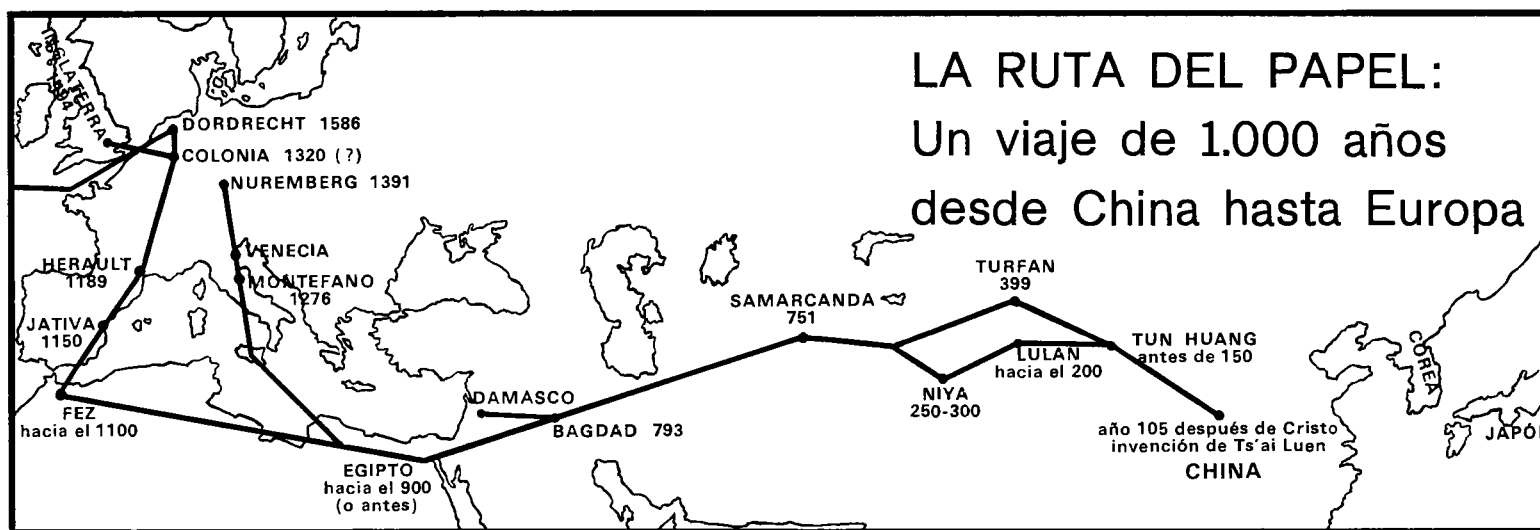 LA RUTA DEL PAPEL:
Un viaje de 1.000 años
desde China hasta Europa
INGLATERRA
DORDRECHT 1586
COLONIA 1320 (?)
NUREMBERG 1391
VENECIA
MONTEFANO
1276
HERAULT
1189
JATIVA
1150
FEZ
hacia el 1100
EGIPTO
hacia el 900
(o antes)
DAMASCO
BAGDAD 793
SAMARCANDA
751
TURFAN
399
NIYA
250-300
LULAN
hacia el 200
TUN HUANG
antes de 150
año 105 después de Cristo
invención de Ts'ai Luen
CHINA
COREA